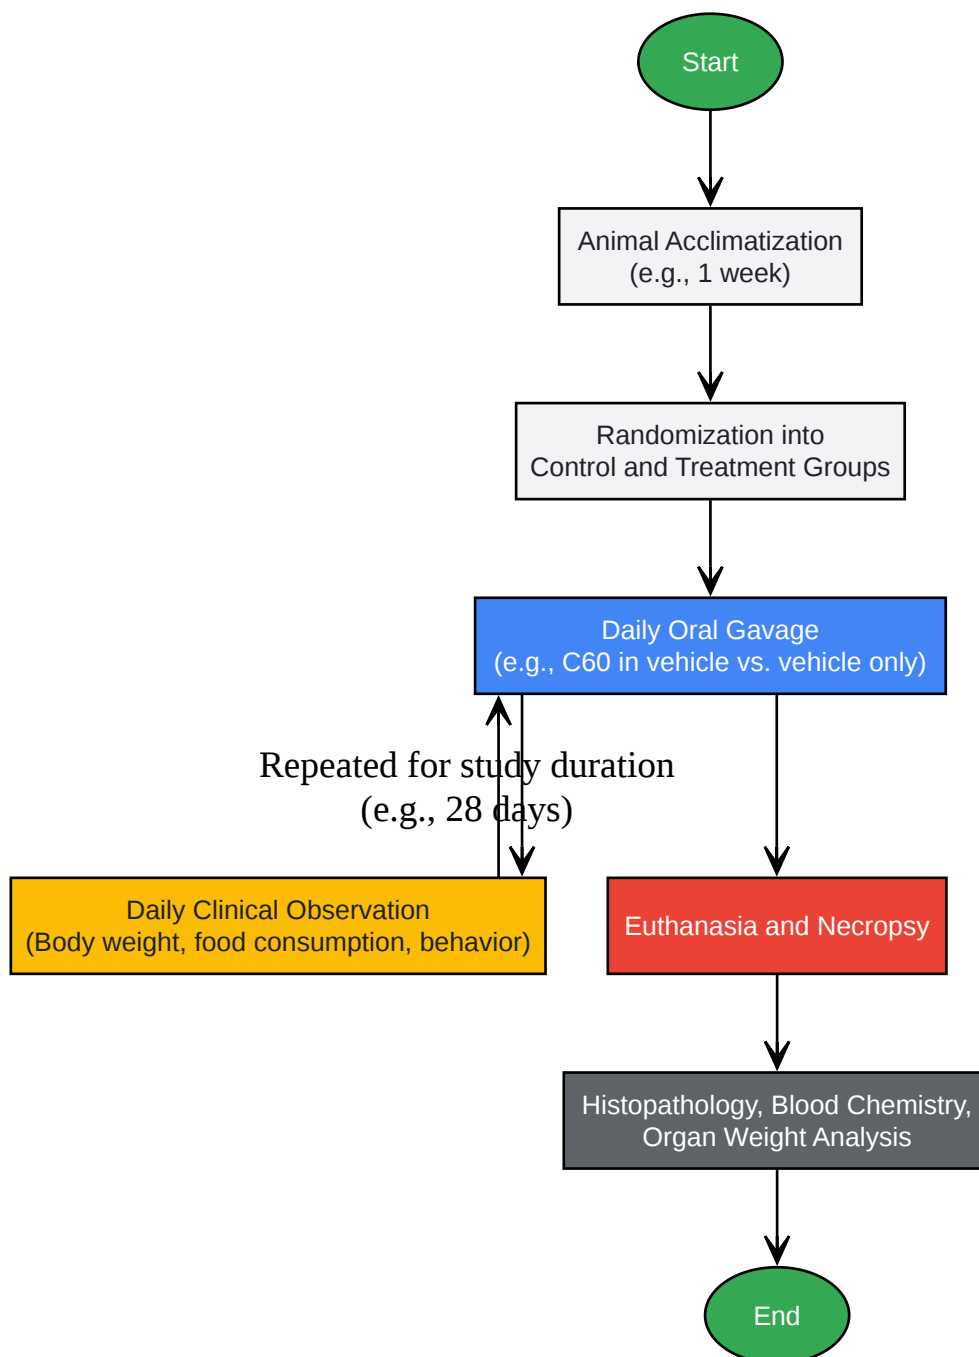 Start
Animal Acclimatization
(e.g., 1 week)
Randomization into
Control and Treatment Groups
Daily Oral Gavage
(e.g., C60 in vehicle vs. vehicle only)
Repeated for study duration
(e.g., 28 days)
Daily Clinical Observation
(Body weight, food consumption, behavior)
Euthanasia and Necropsy
Histopathology, Blood Chemistry,
Organ Weight Analysis
End